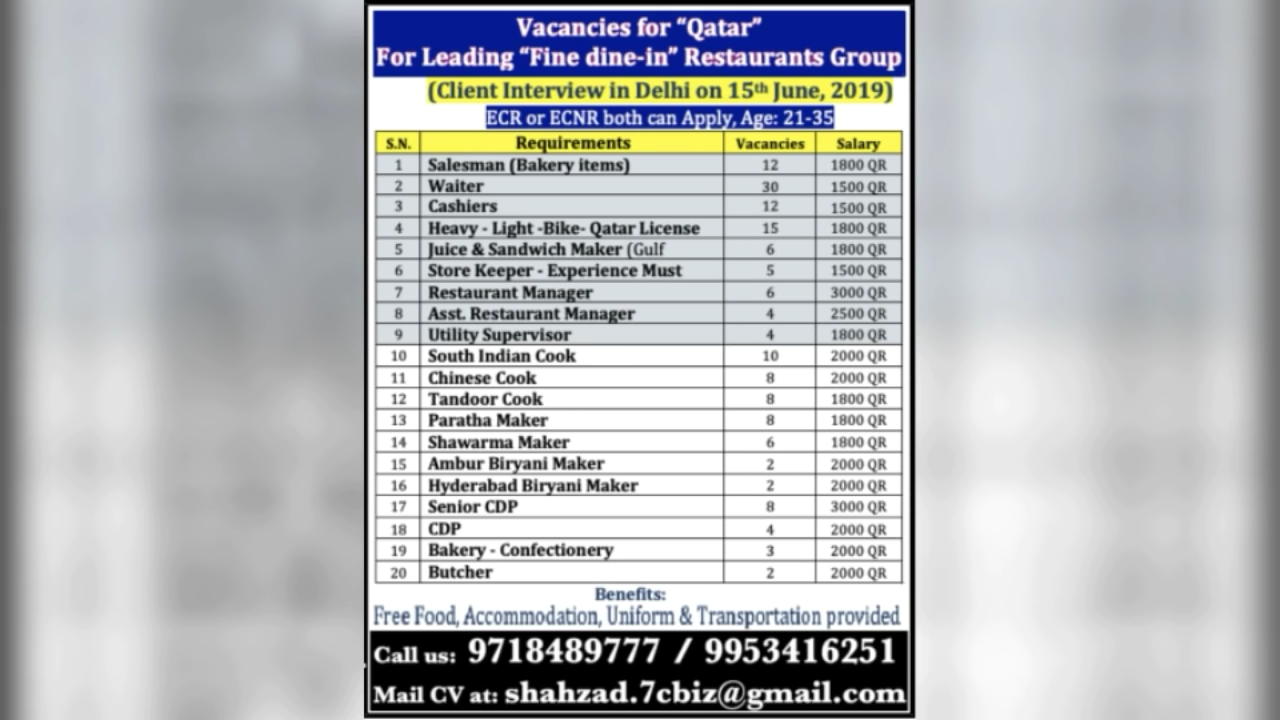 Vacancies for “Qatar”
For Leading “Fine dine-in” Restaurants Group
(Client Interview in Delhi on 15th June, 2019)
ECR or ECNR both can Apply, Age: 21-35
S.N. Requirements Vacancies Salary
1 Salesman (Bakery items) 12 1800 QR
2 Waiter 30 1500 QR
3 Cashiers 12 1500 QR
4 Heavy - Light -Bike- Qatar License 15 1800 QR
5 Juice & Sandwich Maker (Gulf 6 1800 QR
6 Store Keeper - Experience Must 5 1500 QR
7 Restaurant Manager 6 3000 QR
8 Asst. Restaurant Manager 4 2500 QR
9 Utility Supervisor 4 1800 QR
10 South Indian Cook 10 2000 QR
11 Chinese Cook 8 2000 QR
12 Tandoor Cook 8 1800 QR
13 Paratha Maker 8 1800 QR
14 Shawarma Maker 6 1800 QR
15 Ambur Biryani Maker 2 2000 QR
16 Hyderabad Biryani Maker 2 2000 QR
17 Senior CDP 8 3000 QR
18 CDP 4 2000 QR
19 Bakery - Confectionery 3 2000 QR
20 Butcher 2 2000 QR
Benefits:
Free Food, Accommodation, Uniform & Transportation provided
Call us: 9718489777 / 9953416251
Mail CV at: shahzad.7cbiz@gmail.com